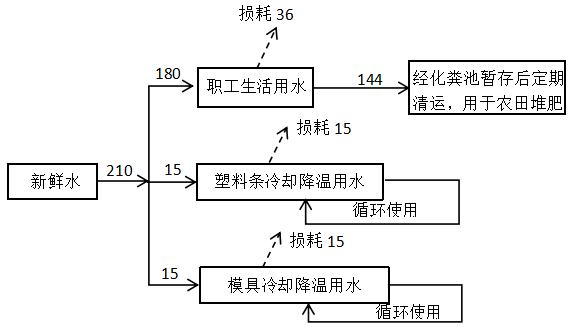 损耗 36
180
职工生活用水
144
经化粪池暂存后定期
清运，用于农田堆肥
损耗 15
新鲜水
210
15
塑料条冷却降温用水
循环使用
损耗 15
15
模具冷却降温用水
循环使用